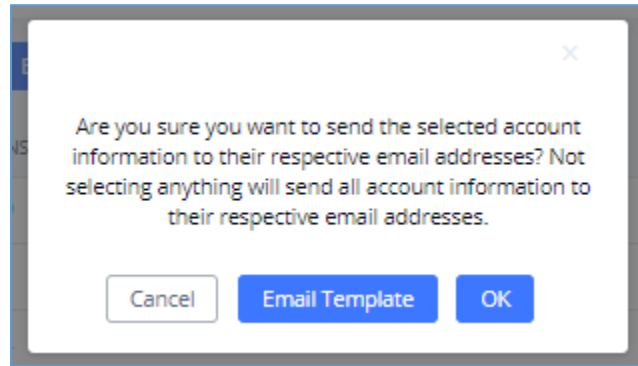 Are you sure you want to send the selected account
information to their respective email addresses? Not
selecting anything will send all account information to
their respective email addresses.
Cancel Email Template OK